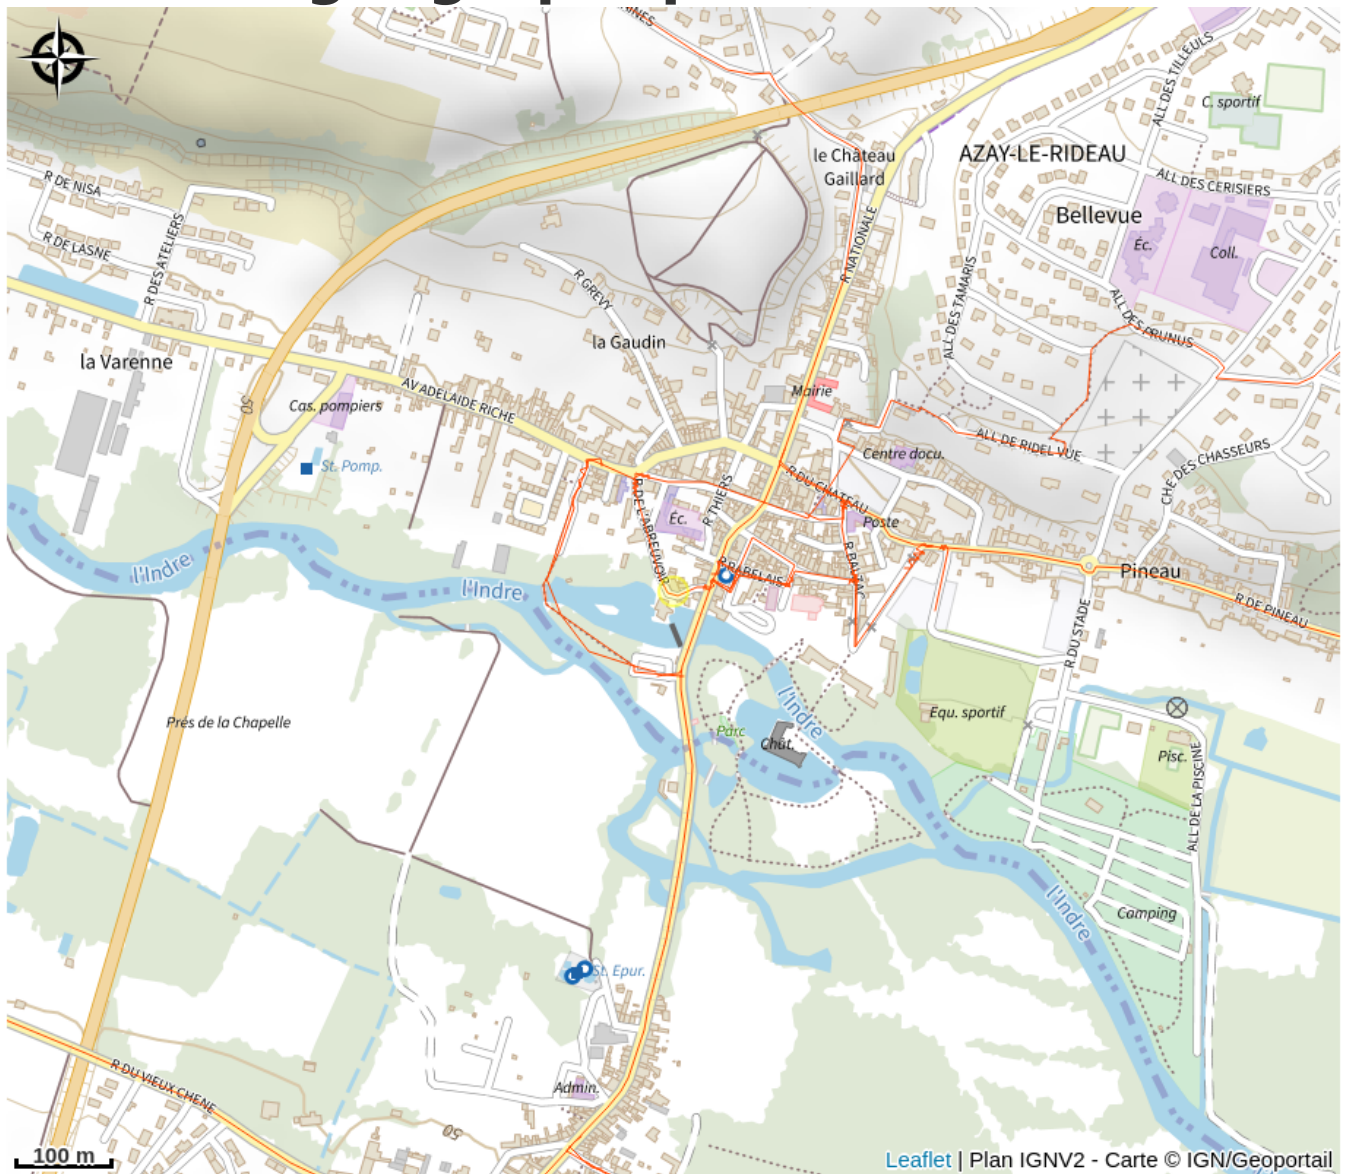 C. sportif
ALL DES TILLEULS
le Château
Gaillard
AZAY-LE-RIDEAU
R DE NISA
ALL DES CERISIERS
Bellevue
R DE LASNE
R DES ATELIERS
R NATIONALE
Éc.
Coll.
R GREVY
ALL DES TAMARIS
ALL DES PRUNUS
la Gaudin
la Varenne
Mairie
AV ADELAIDE RICHE
Cas. pompiers
50
ALL DE RIDEL VUE
Centre docu.
CHE DES CHASSEURS
St. Pomp.
R DU CHATEAU
R THIERS
R DE L'ABREUVOIR
Éc.
Poste
l'Indre
l'Indre
R RABELAIS
R BALZAC
Pineau
R DE PINEAU
R DU STADE
l'Indre
Prés de la Chapelle
Parc
Chât.
Equ. sportif
Pisc.
ALL DE LA PISCINE
l'Indre
Camping
St. Epur.
R DU VIEUX CHENE
Admin.
50
100 m
Leaflet | Plan IGNV2 - Carte © IGN/Geoportail